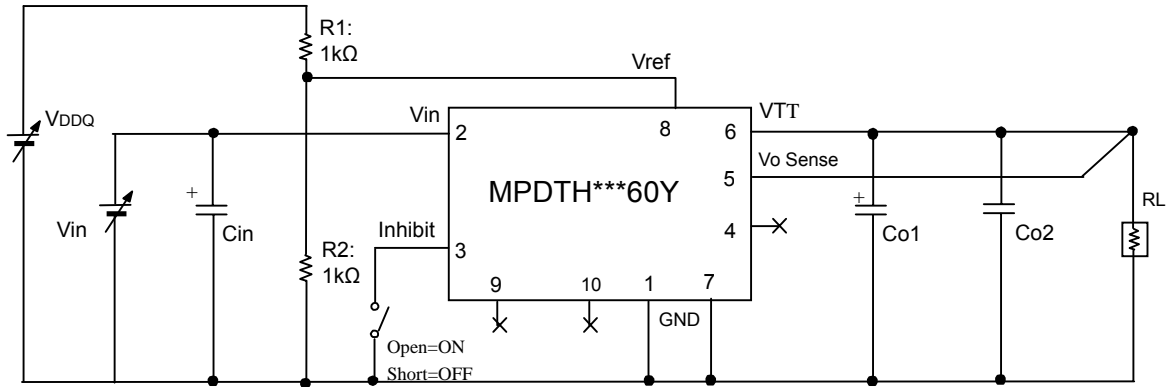 R1:
1kΩ
Vref
VDDQ
Vin
2
8
6
VTT
Vo Sense
5
MPDTH***60Y
+
Cin
Vin
Inhibit
3
4
+
Co1
Co2
RL
R2:
1kΩ
9
10
1
7
GND
Open=ON
Short=OFF